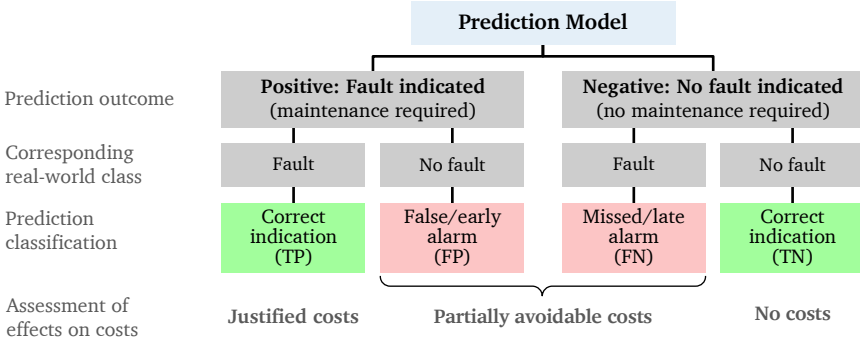 Prediction Model
Prediction outcome
Positive: Fault indicated
(maintenance required)
Negative: No fault indicated
(no maintenance required)
Corresponding
real-world class
Fault
No fault
Fault
No fault
Prediction
classification
Correct
indication
(TP)
False/early
alarm
(FP)
Missed/late
alarm
(FN)
Correct
indication
(TN)
Assessment of
effects on costs
Justified costs
Partially avoidable costs
No costs